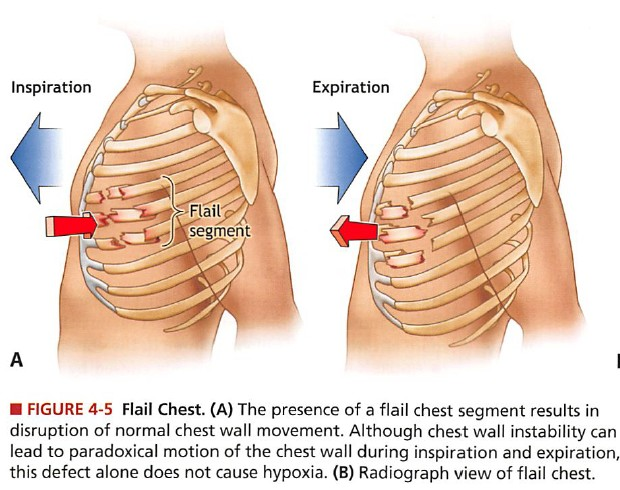 Inspiration
Expiration
Flail
segment
A
■ FIGURE 4-5 Flail Chest. (A) The presence of a flail chest segment results in
disruption of normal chest wall movement. Although chest wall instability can
lead to paradoxical motion of the chest wall during inspiration and expiration,
this defect alone does not cause hypoxia. (B) Radiograph view of flail chest.